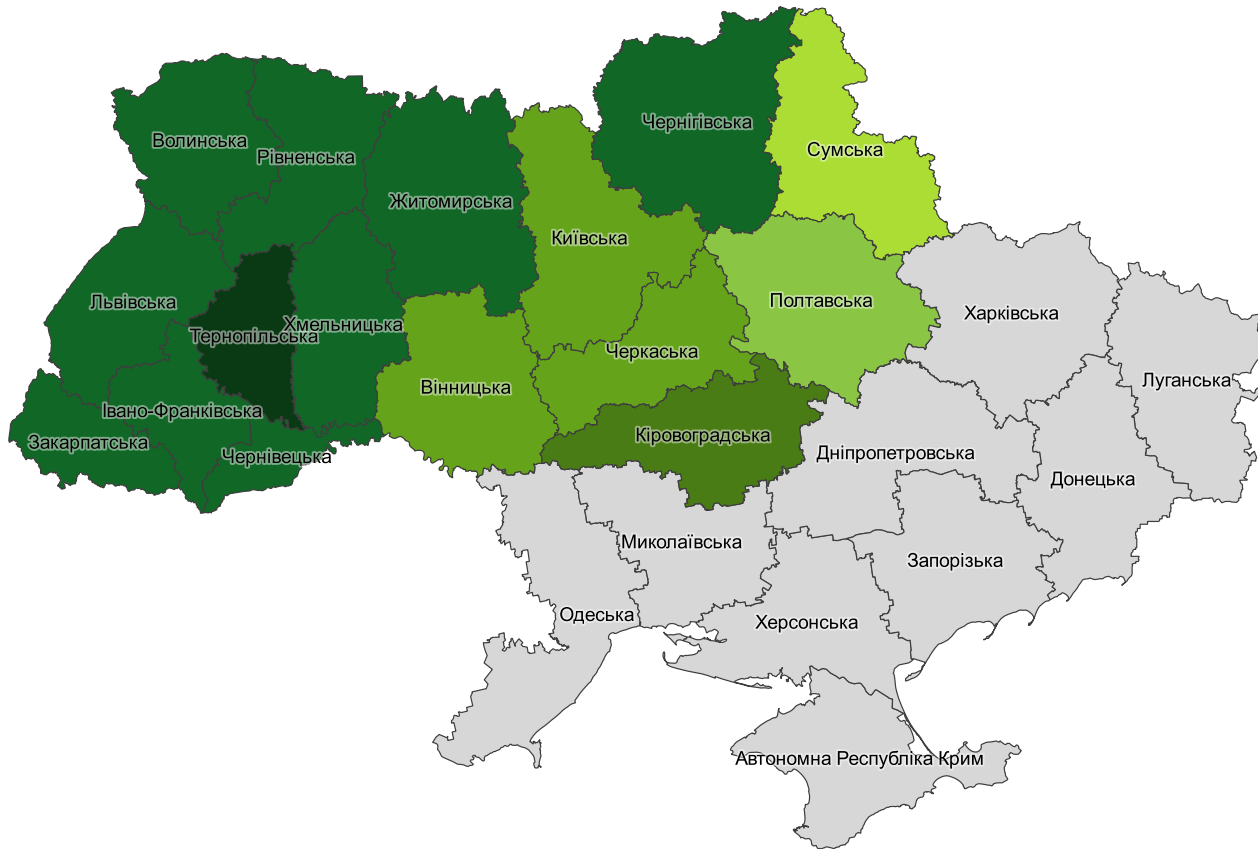 Чернігівська
Сумська
Волинська
Рівненська
Житомирська
Київська
Львівська
Полтавська
Харківська
Хмельницька
Тернопільська
Черкаська
Луганська
Вінницька
Івано-Франківська
Кіровоградська
Закарпатська
Чернівецька
Дніпропетровська
Донецька
Миколаївська
Запорізька
Одеська
Херсонська
Автономна Республіка Крим